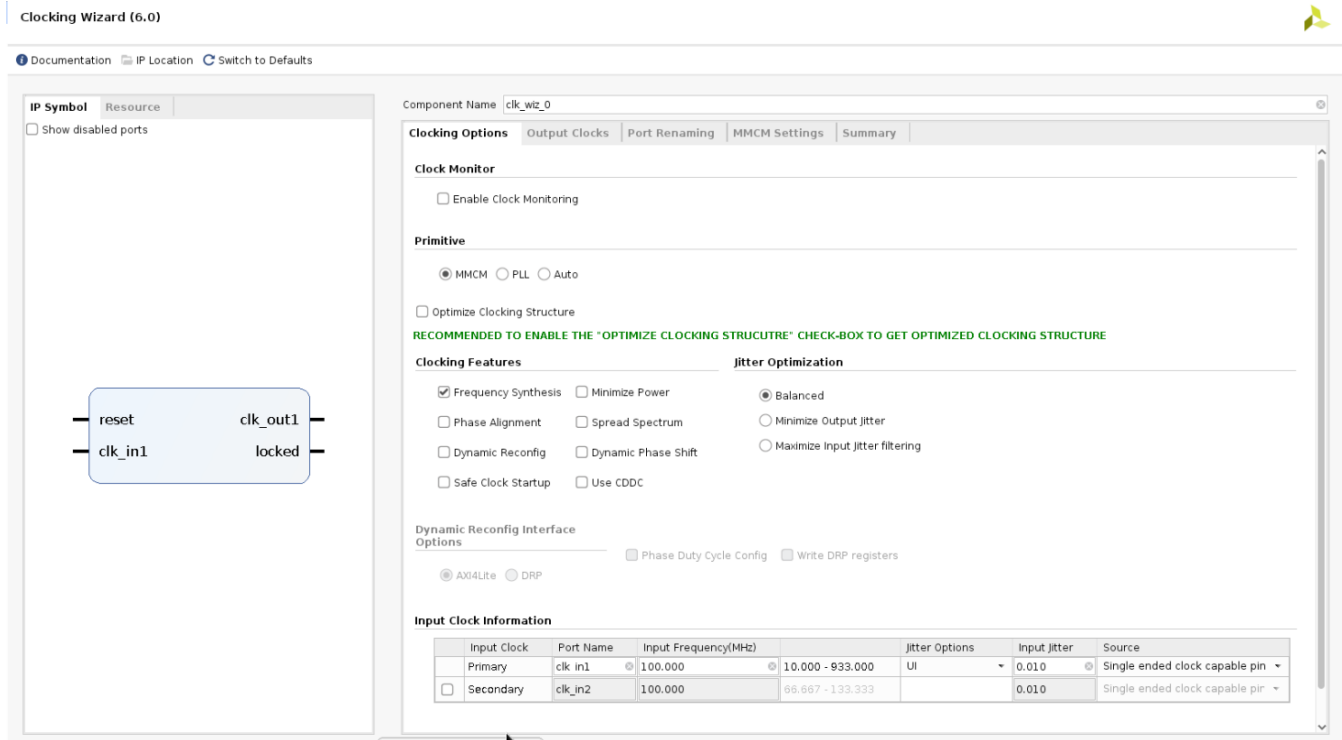 Clocking Wizard (6.0)
Documentation IP Location Switch to Defaults
IP Symbol Resource
Show disabled ports
reset clk_out1
clk_in1 locked
Component Name clk_wiz_0
Clocking Options Output Clocks Port Renaming MMCM Settings Summary
Clock Monitor
Enable Clock Monitoring
Primitive
MMCM PLL Auto
Optimize Clocking Structure
RECOMMENDED TO ENABLE THE "OPTIMIZE CLOCKING STRUCUTRE" CHECK-BOX TO GET OPTIMIZED CLOCKING STRUCTURE
Clocking Features Jitter Optimization
Frequency Synthesis Minimize Power Balanced
Phase Alignment Spread Spectrum Minimize Output Jitter
Dynamic Reconfig Dynamic Phase Shift Maximize Input Jitter filtering
Safe Clock Startup Use CDDC
Dynamic Reconfig Interface
Options
Phase Duty Cycle Config Write DRP registers
AXI4Lite DRP
Input Clock Information
Input Clock Port Name Input Frequency(MHz) Jitter Options Input Jitter Source
Primary clk_in1 100.000 10.000 - 933.000 UI 0.010 Single ended clock capable pin
Secondary clk_in2 100.000 66.667 - 133.333 0.010 Single ended clock capable pin